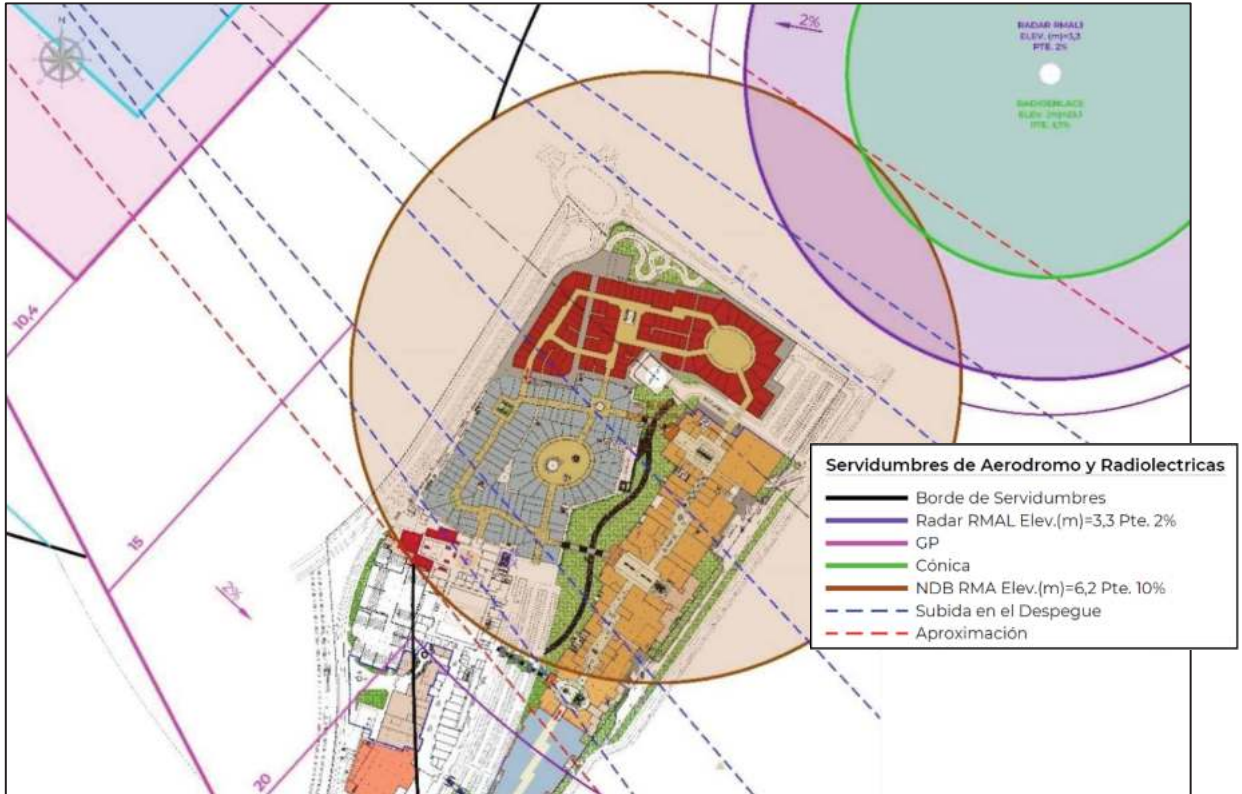 N
2%
RADAR RMAL1
ELEV. (m)=3,3
PTE. 2%
RADIOENLACE
10,4
15
2%
20
Servidumbres de Aerodromo y Radiolectricas
Borde de Servidumbres
Radar RMAL Elev.(m)=3,3 Pte. 2%
GP
Cónica
NDB RMA Elev.(m)=6,2 Pte. 10%
Subida en el Despegue
Aproximación